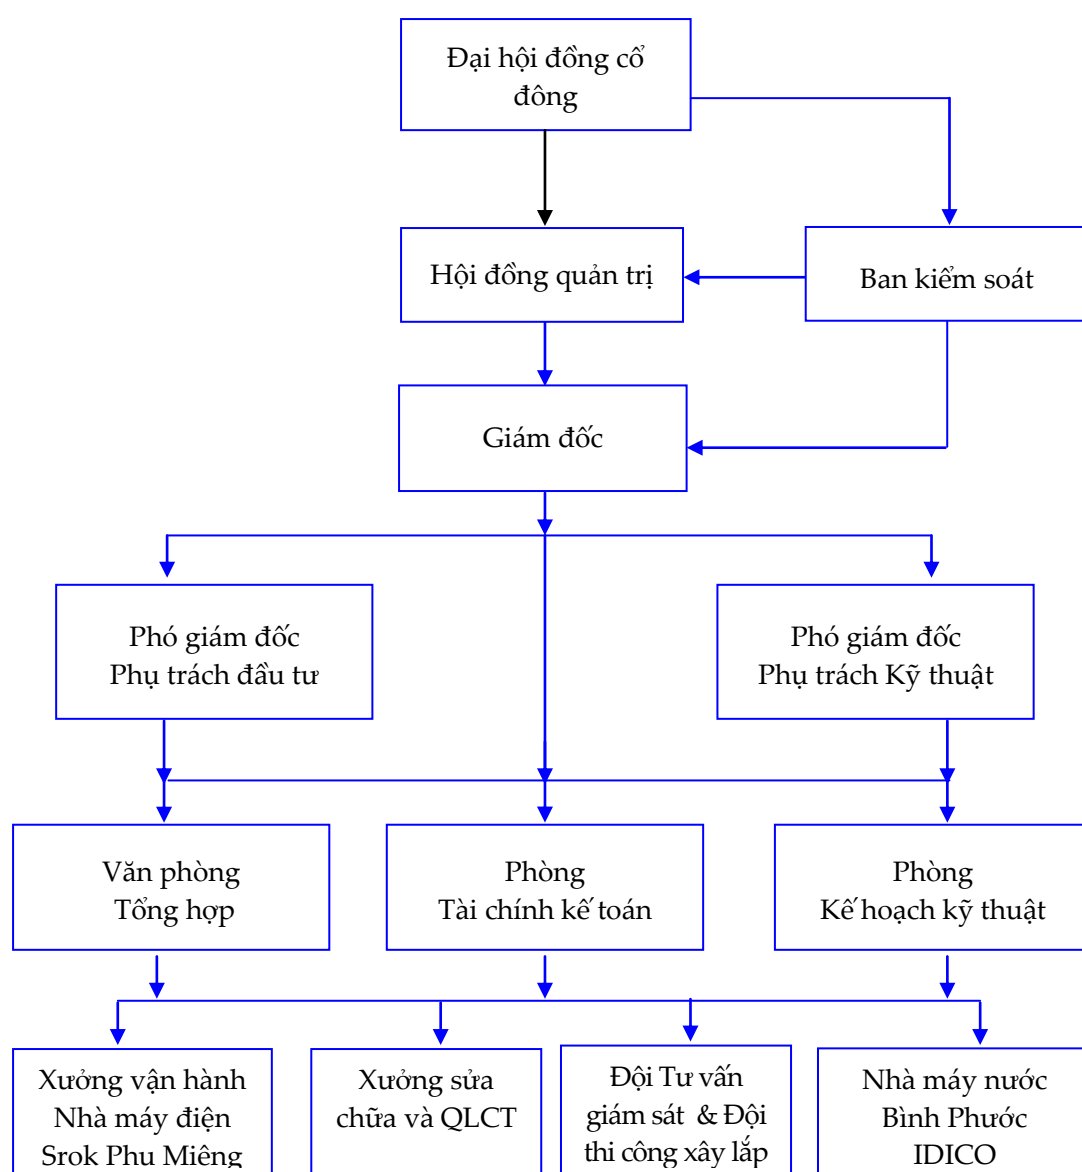 Đại hội đồng cổ
đông
Hội đồng quản trị
Ban kiểm soát
Giám đốc
Phó giám đốc
Phụ trách đầu tư
Phó giám đốc
Phụ trách Kỹ thuật
Văn phòng
Tổng hợp
Phòng
Tài chính kế toán
Phòng
Kế hoạch kỹ thuật
Xưởng vận hành
Nhà máy điện
Srok Phu Miêng
Xưởng sửa
chữa và QLCT
Đội Tư vấn
giám sát & Đội
thi công xây lắp
Nhà máy nước
Bình Phước
IDICO